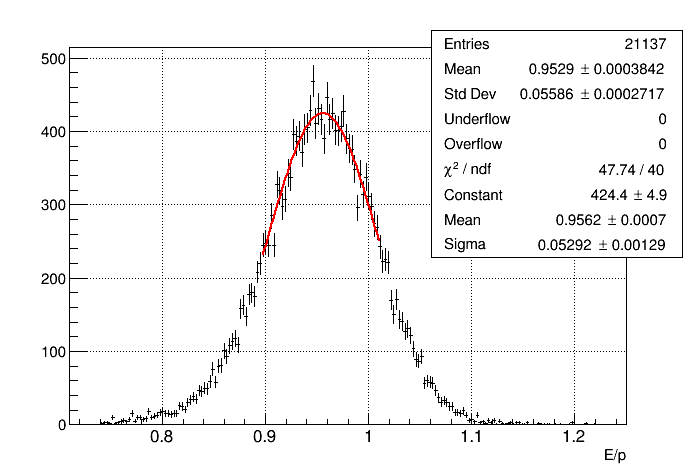 Entries 21137
Mean 0.9529 ± 0.0003842
Std Dev 0.05586 ± 0.0002717
Underflow 0
Overflow 0
χ² / ndf 47.74 / 40
Constant 424.4 ± 4.9
Mean 0.9562 ± 0.0007
Sigma 0.05292 ± 0.00129
500
400
300
200
100
0
0.8 0.9 1 1.1 1.2
E/p